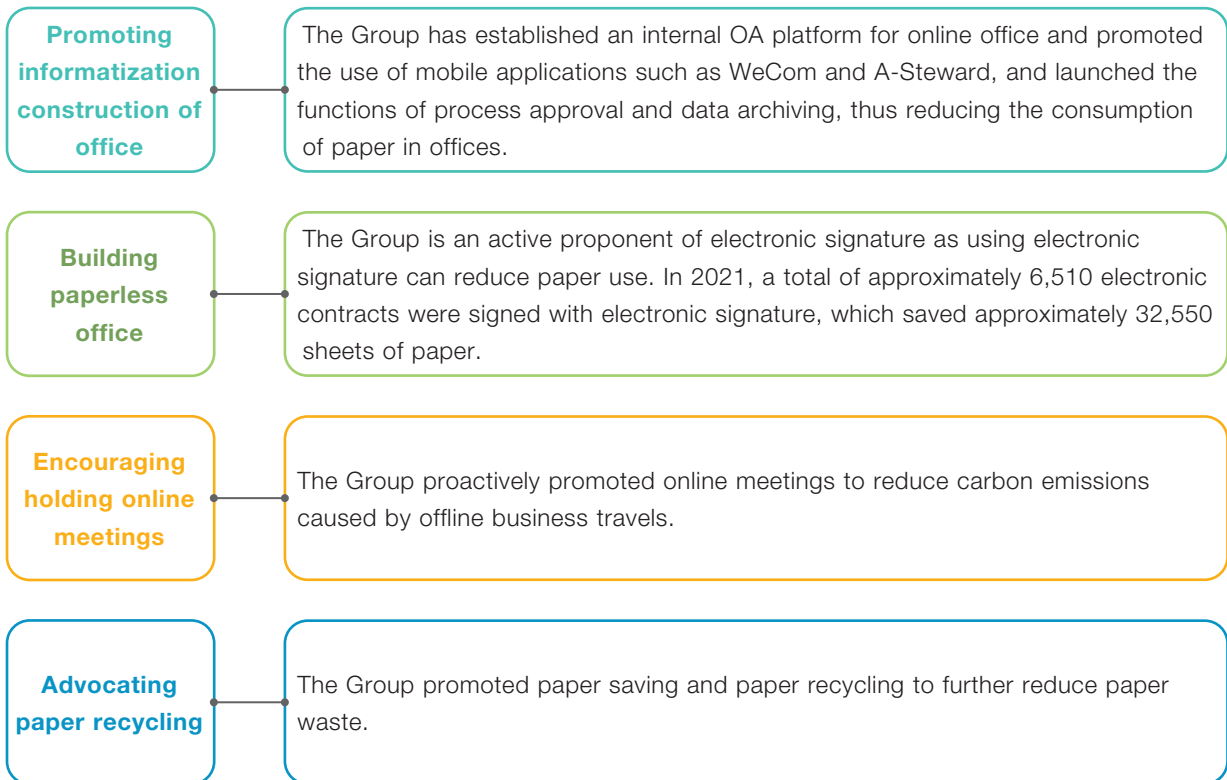 Promoting
informatization
construction of
office
The Group has established an internal OA platform for online office and promoted
the use of mobile applications such as WeCom and A-Steward, and launched the
functions of process approval and data archiving, thus reducing the consumption
of paper in offices.
Building
paperless
office
The Group is an active proponent of electronic signature as using electronic
signature can reduce paper use. In 2021, a total of approximately 6,510 electronic
contracts were signed with electronic signature, which saved approximately 32,550
sheets of paper.
Encouraging
holding online
meetings
The Group proactively promoted online meetings to reduce carbon emissions
caused by offline business travels.
Advocating
paper recycling
The Group promoted paper saving and paper recycling to further reduce paper
waste.